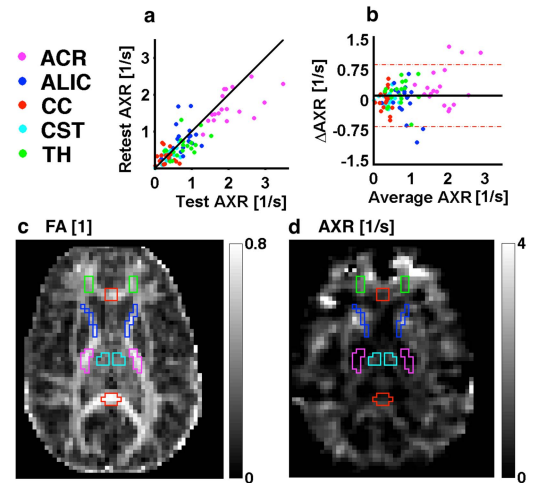 a
b
ACR
ALIC
CC
CST
TH
Retest AXR [1/s]
3
2
1
0
1
2
3
Test AXR [1/s]
ΔAXR [1/s]
1.5
0.75
0
-0.75
-1.5
0
1
2
3
Average AXR [1/s]
c FA [1]
0.8
0
d AXR [1/s]
4
0